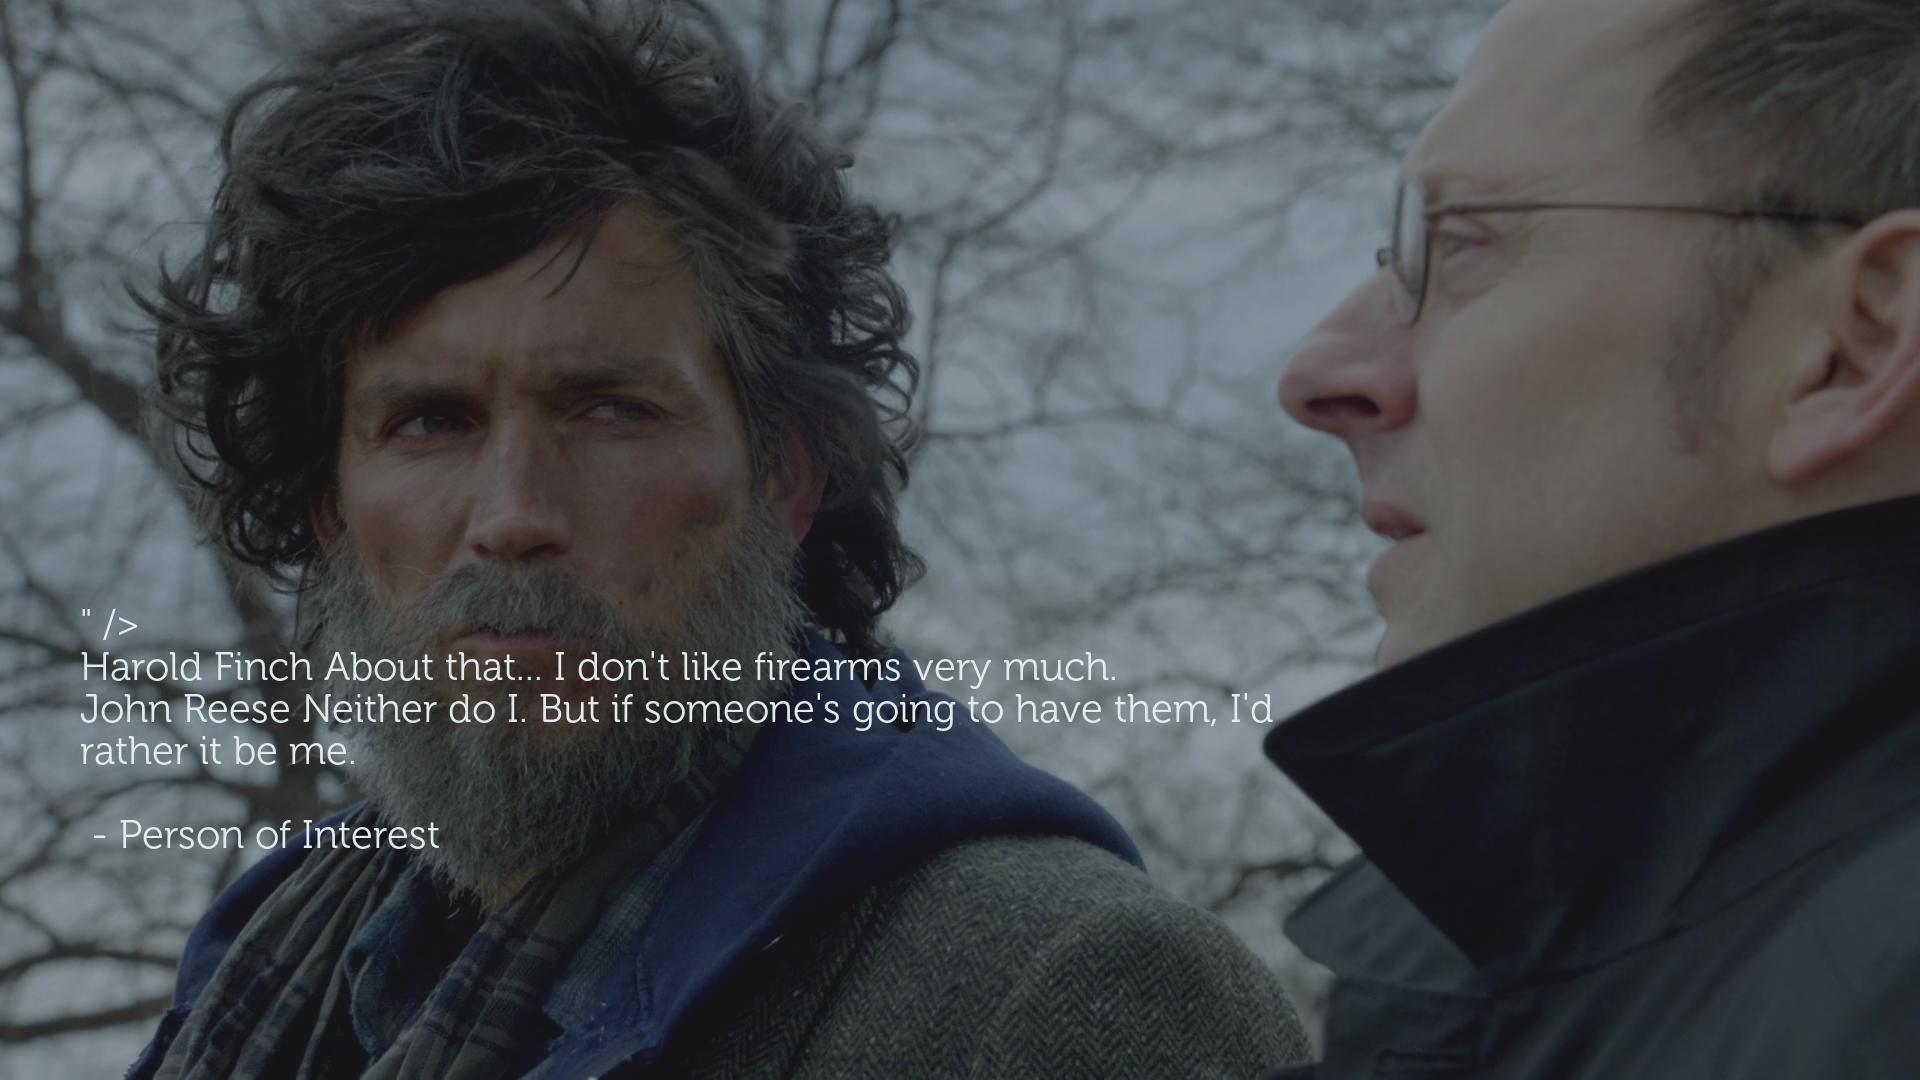 " />
Harold Finch About that... I don't like firearms very much.
John Reese Neither do I. But if someone's going to have them, I'd
rather it be me.
- Person of Interest